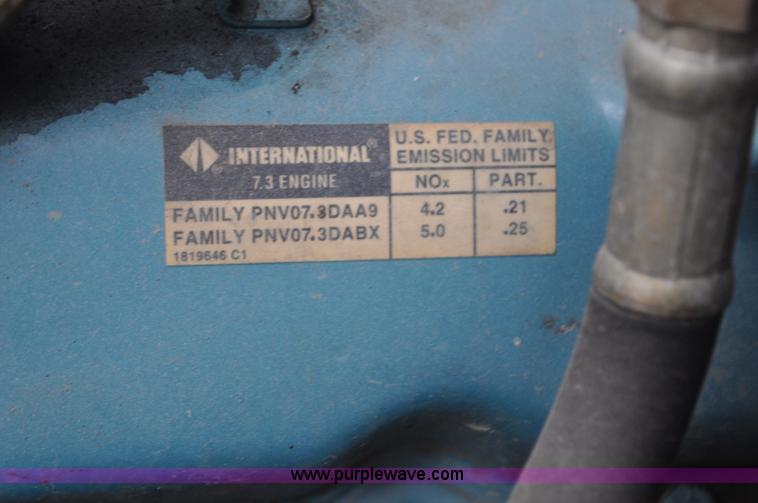 INTERNATIONAL®
7.3 ENGINE
U.S. FED. FAMILY
EMISSION LIMITS
NOx PART.
FAMILY PNV07.3DAA9 4.2 .21
FAMILY PNV07.3DABX 5.0 .25
1819646 C1
www.purplewave.com